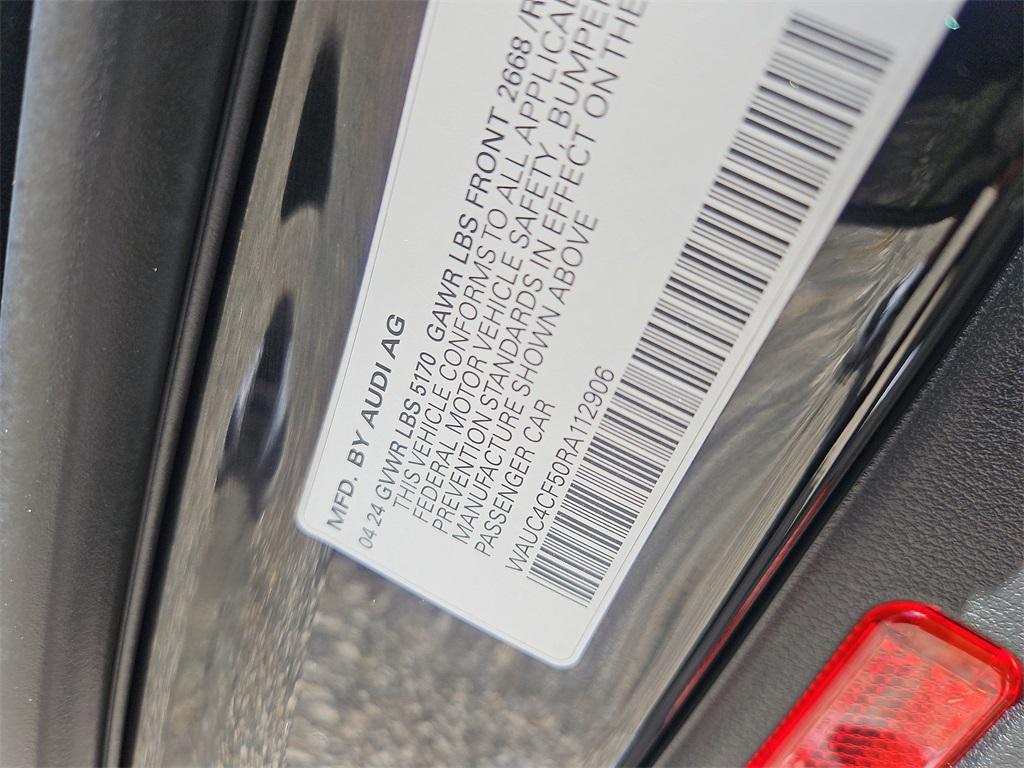 MFD. BY AUDI AG
04 24 GVWR LBS 5170 GAWR LBS FRONT 2668 /R
THIS VEHICLE CONFORMS TO ALL APPLICABLE
FEDERAL MOTOR VEHICLE SAFETY, BUMPER
PREVENTION STANDARDS IN EFFECT ON THE
MANUFACTURE SHOWN ABOVE
PASSENGER CAR
WAUC4CF50RA112906